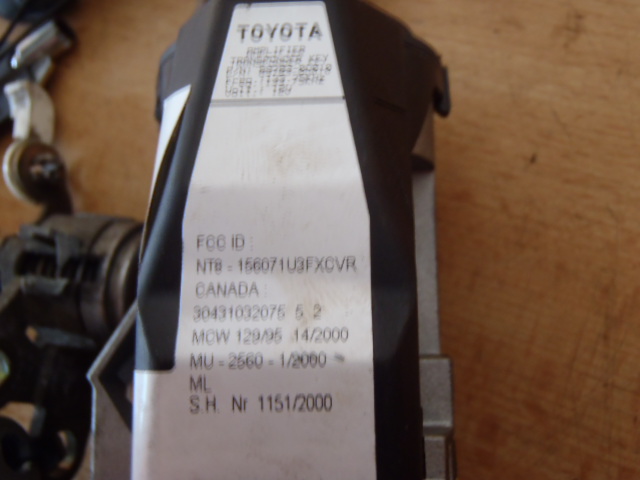 TOYOTA
AMPLIFIER
TRANSPONDER KEY
FCC ID :
NT8 - 156071U3FXCVR
CANADA :
30431032075 5 2
MCW 129/95 14/2000
MU - 2560 - 1/2000
ML
S.H. Nr 1151/2000